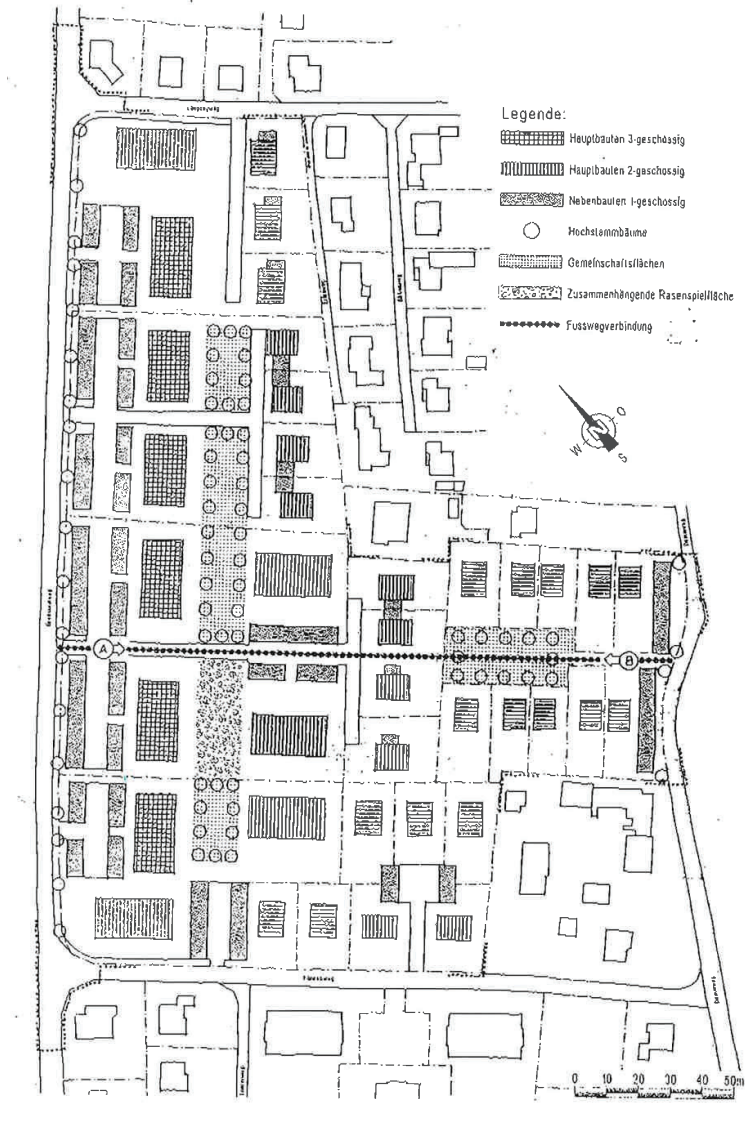 Legende:
Hauptbauten 3-geschossig
Hauptbauten 2-geschossig
Nebenbauten 1-geschossig
Hochstammbäume
Gemeinschaftsflächen
Zusammenhängende Rasenspielfläche
Fusswegverbindung
N
O
W
S
A
B
0 10 20 30 40 50m